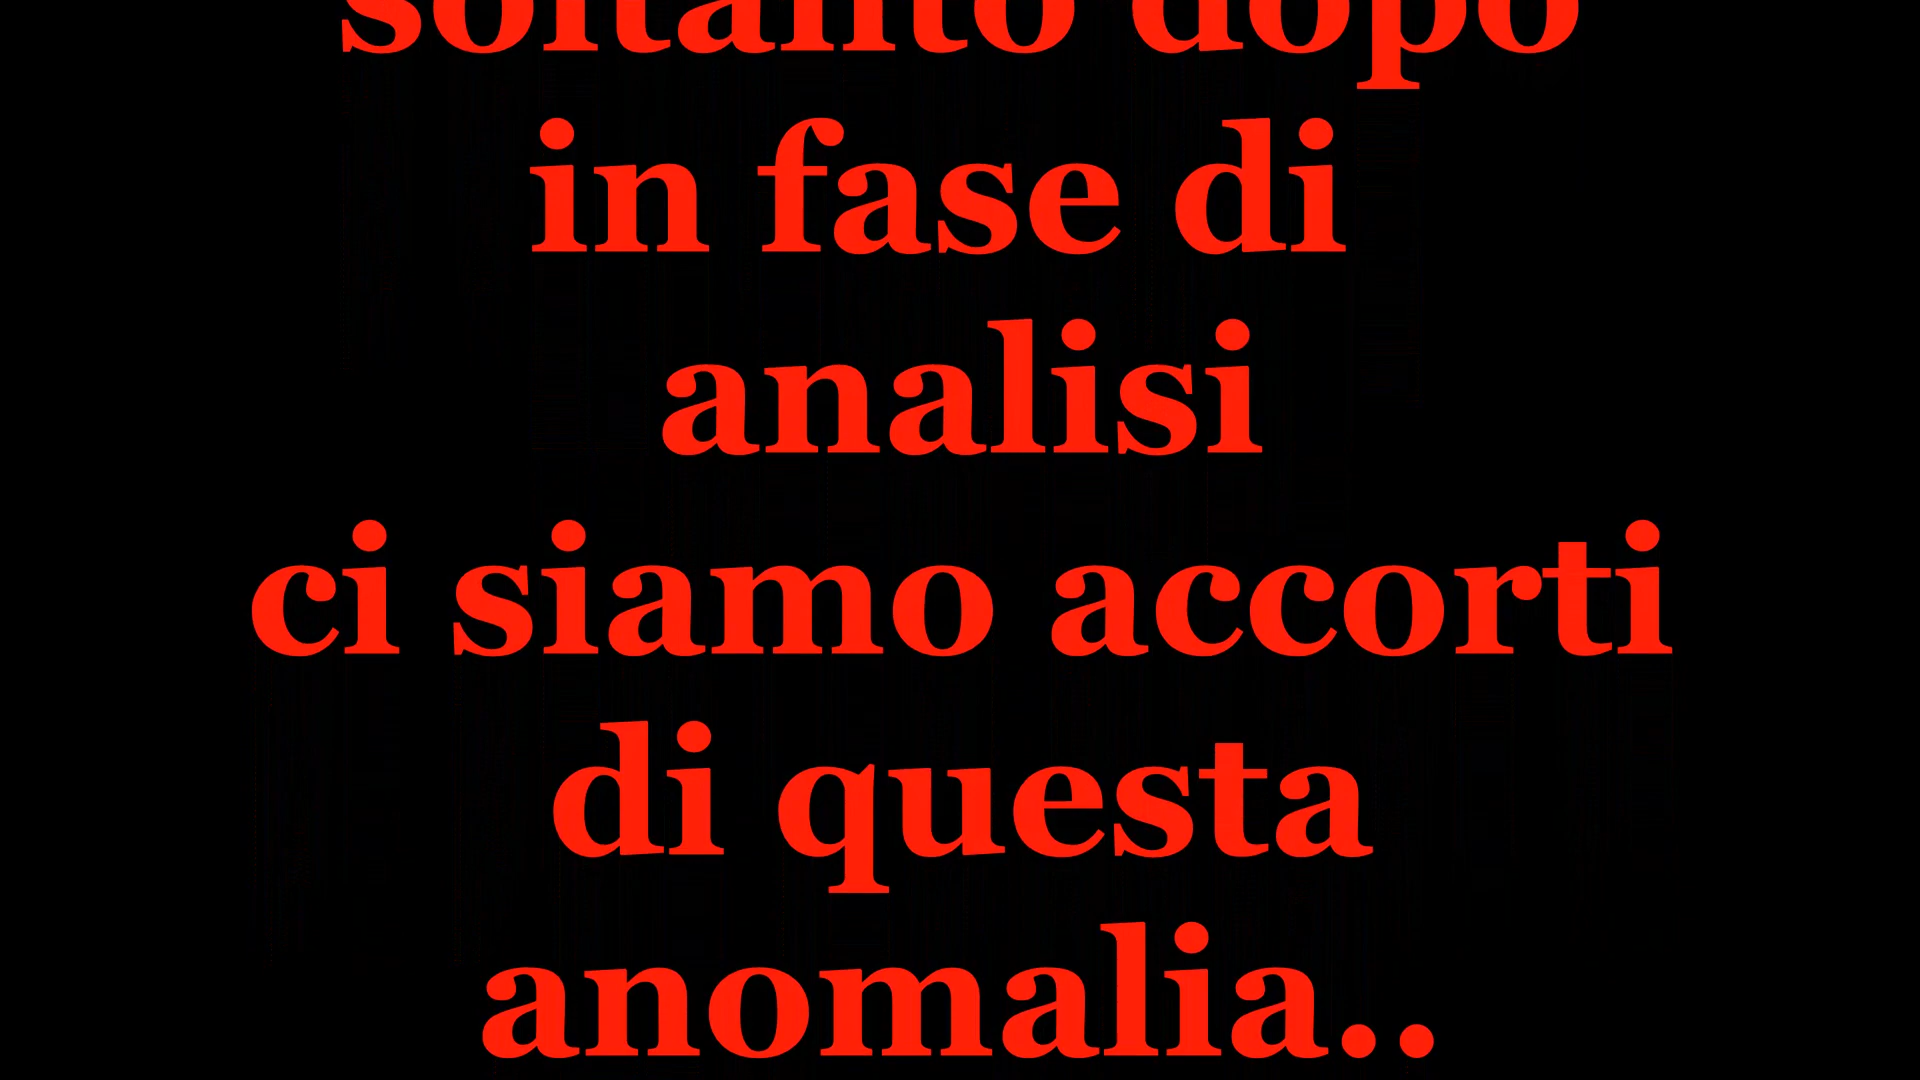 soltanto dopo
in fase di
analisi
ci siamo accorti
di questa
anomalia..